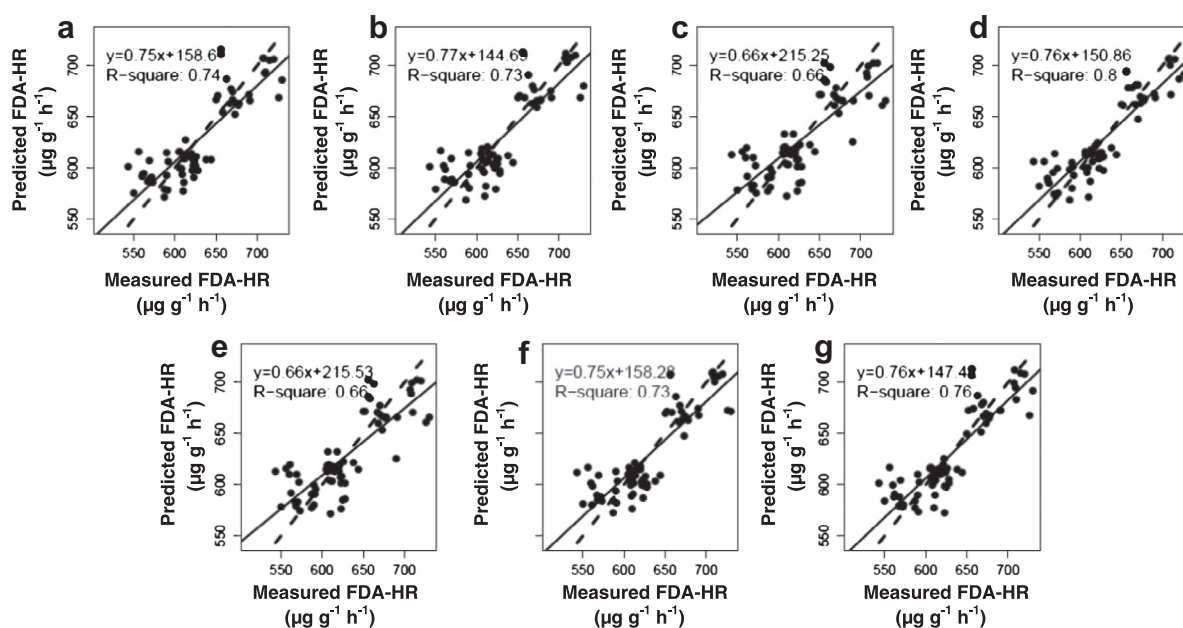 a
y=0.75x+158.6
R-square: 0.74
Predicted FDA-HR
(µg g⁻¹ h⁻¹)
700
650
600
550
550 600 650 700
Measured FDA-HR
(µg g⁻¹ h⁻¹)
b
y=0.77x+144.69
R-square: 0.73
Predicted FDA-HR
(µg g⁻¹ h⁻¹)
700
650
600
550
550 600 650 700
Measured FDA-HR
(µg g⁻¹ h⁻¹)
c
y=0.66x+215.25
R-square: 0.66
Predicted FDA-HR
(µg g⁻¹ h⁻¹)
700
650
600
550
550 600 650 700
Measured FDA-HR
(µg g⁻¹ h⁻¹)
d
y=0.76x+150.86
R-square: 0.8
Predicted FDA-HR
(µg g⁻¹ h⁻¹)
700
650
600
550
550 600 650 700
Measured FDA-HR
(µg g⁻¹ h⁻¹)
e
y=0.66x+215.53
R-square: 0.66
Predicted FDA-HR
(µg g⁻¹ h⁻¹)
700
650
600
550
550 600 650 700
Measured FDA-HR
(µg g⁻¹ h⁻¹)
f
y=0.75x+158.28
R-square: 0.73
Predicted FDA-HR
(µg g⁻¹ h⁻¹)
700
650
600
550
550 600 650 700
Measured FDA-HR
(µg g⁻¹ h⁻¹)
g
y=0.76x+147.48
R-square: 0.76
Predicted FDA-HR
(µg g⁻¹ h⁻¹)
700
650
600
550
550 600 650 700
Measured FDA-HR
(µg g⁻¹ h⁻¹)